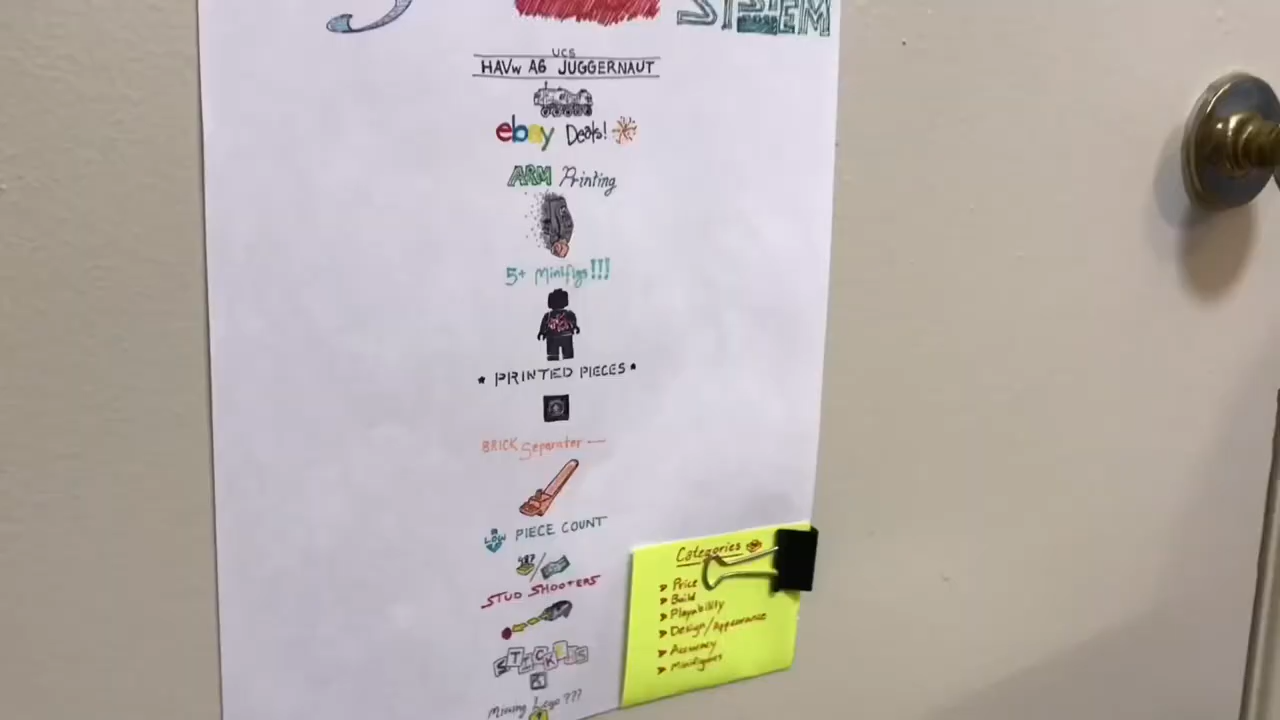 SYSTEM
UCS
HAVw A6 JUGGERNAUT
ebay Deals!
ARM Printing
5+ Minifigs!!!
* PRINTED PIECES *
BRICK Separater —
LOW PIECE COUNT
STUD SHOOTERS
STICKERS
Missing Lego???
Categories
➤ Price
➤ Build
➤ Playability
➤ Design/Appearance
➤ Accuracy
➤ Minifigures